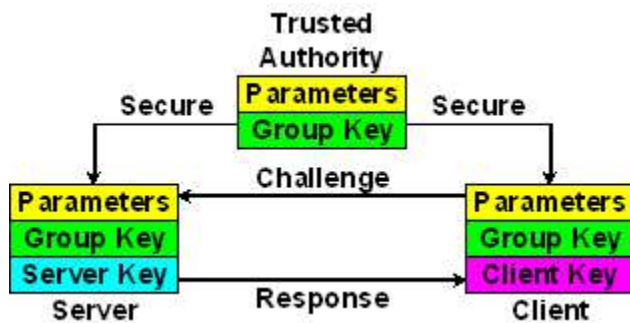 Trusted
Authority
Parameters
Secure
Secure
Group Key
Challenge
Parameters
Parameters
Group Key
Group Key
Server Key
Client Key
Response
Server
Client